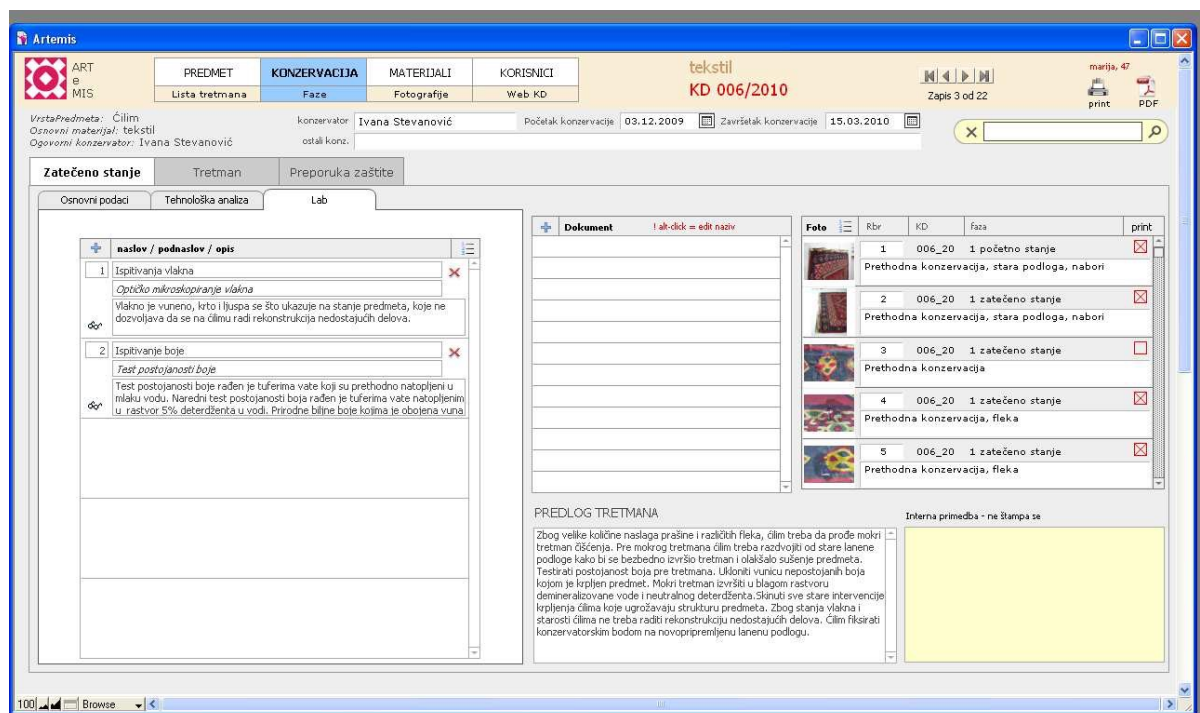 Artemis
ART
e
MIS
PREDMET
KONZERVACIJA
MATERIJALI
KORISNICI
Lista tretmana
Faze
Fotografije
Web KD
tekstil
KD 006/2010
Zapis 3 od 22
marija, 47
print
PDF
VrstaPredmeta: Ćilim
Osnovni materijal: tekstil
Ogovorni konzervator: Ivana Stevanović
konzervator Ivana Stevanović
Početak konzervacije 03.12.2009
Završetak konzervacije 15.03.2010
ostali konz.
Zatečeno stanje
Tretman
Preporuka zaštite
Osnovni podaci
Tehnološka analiza
Lab
naslov / podnaslov / opis
1 Ispitivanja vlakna
Optičko mikroskopiranje vlakna
Vlakno je vuneno, krto i ljuspa se što ukazuje na stanje predmeta, koje ne
dozvoljava da se na ćilimu radi rekonstrukcija nedostajućih delova.
2 Ispitivanje boje
Test postojanosti boje
Test postojanosti boje rađen je tuferima vate koji su prethodno natopljeni u
mlaku vodu. Naredni test postojanosti boja rađen je tuferima vate natopljenim
u rastvor 5% deterdženta u vodi. Prirodne biljne boje kojima je obojena vuna
Dokument
! alt-click = edit naziv
Foto
Rbr
KD
faza
print
1 006_20 1 početno stanje
Prethodna konzervacija, stara podloga, nabori
2 006_20 1 zatečeno stanje
Prethodna konzervacija, stara podloga, nabori
3 006_20 1 zatečeno stanje
Prethodna konzervacija
4 006_20 1 zatečeno stanje
Prethodna konzervacija, fleka
5 006_20 1 zatečeno stanje
Prethodna konzervacija, fleka
PREDLOG TRETMANA
Zbog velike količine naslaga prašine i različitih fleka, ćilim treba da prođe mokri
tretman čišćenja. Pre mokrog tretmana ćilim treba razdvojiti od stare lanene
podloge kako bi se bezbedno izvršio tretman i olakšalo sušenje predmeta.
Testirati postojanost boja pre tretmana. Ukloniti vunicu nepostojanih boja
kojom je krpljen predmet. Mokri tretman izvršiti u blagom rastvoru
demineralizovane vode i neutralnog deterdženta.Skinuti sve stare intervencije
krpljenja ćilima koje ugrožavaju strukturu predmeta. Zbog stanja vlakna i
starosti ćilima ne treba raditi rekonstrukciju nedostajućih delova. Ćilim fiksirati
konzervatorskim bodom na novopripremljenu lanenu podlogu.
Interna primedba - ne štampa se
100
Browse